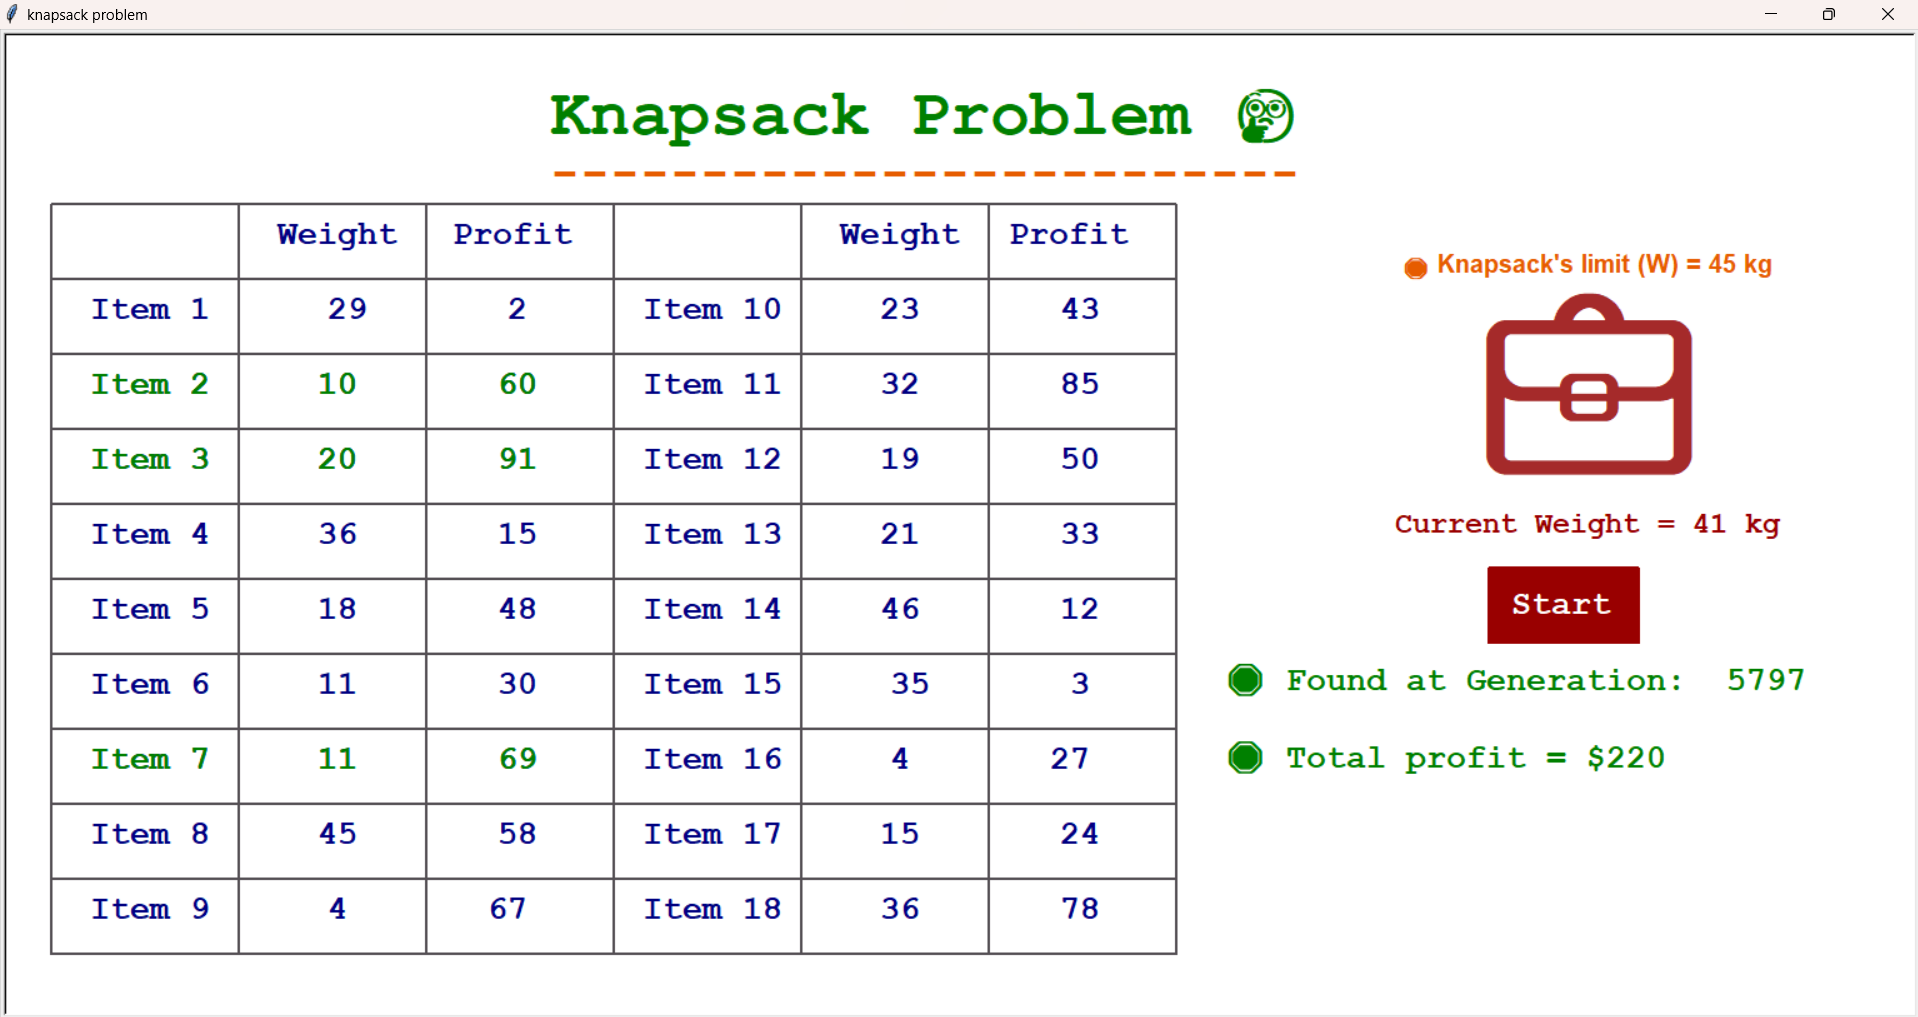 knapsack problem
Knapsack Problem
Weight Profit Weight Profit
Item 1 29 2 Item 10 23 43
Item 2 10 60 Item 11 32 85
Item 3 20 91 Item 12 19 50
Item 4 36 15 Item 13 21 33
Item 5 18 48 Item 14 46 12
Item 6 11 30 Item 15 35 3
Item 7 11 69 Item 16 4 27
Item 8 45 58 Item 17 15 24
Item 9 4 67 Item 18 36 78
Knapsack's limit (W) = 45 kg
Current Weight = 41 kg
Start
Found at Generation: 5797
Total profit = $220